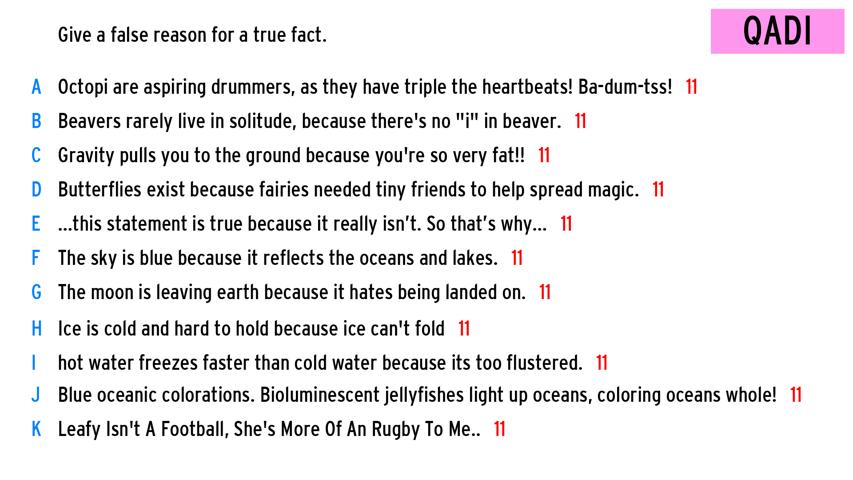 Give a false reason for a true fact.
QADI
A Octopi are aspiring drummers, as they have triple the heartbeats! Ba-dum-tss! 11
B Beavers rarely live in solitude, because there's no "i" in beaver. 11
C Gravity pulls you to the ground because you're so very fat!! 11
D Butterflies exist because fairies needed tiny friends to help spread magic. 11
E ...this statement is true because it really isn’t. So that’s why... 11
F The sky is blue because it reflects the oceans and lakes. 11
G The moon is leaving earth because it hates being landed on. 11
H Ice is cold and hard to hold because ice can't fold 11
I hot water freezes faster than cold water because its too flustered. 11
J Blue oceanic colorations. Bioluminescent jellyfishes light up oceans, coloring oceans whole! 11
K Leafy Isn't A Football, She's More Of An Rugby To Me.. 11